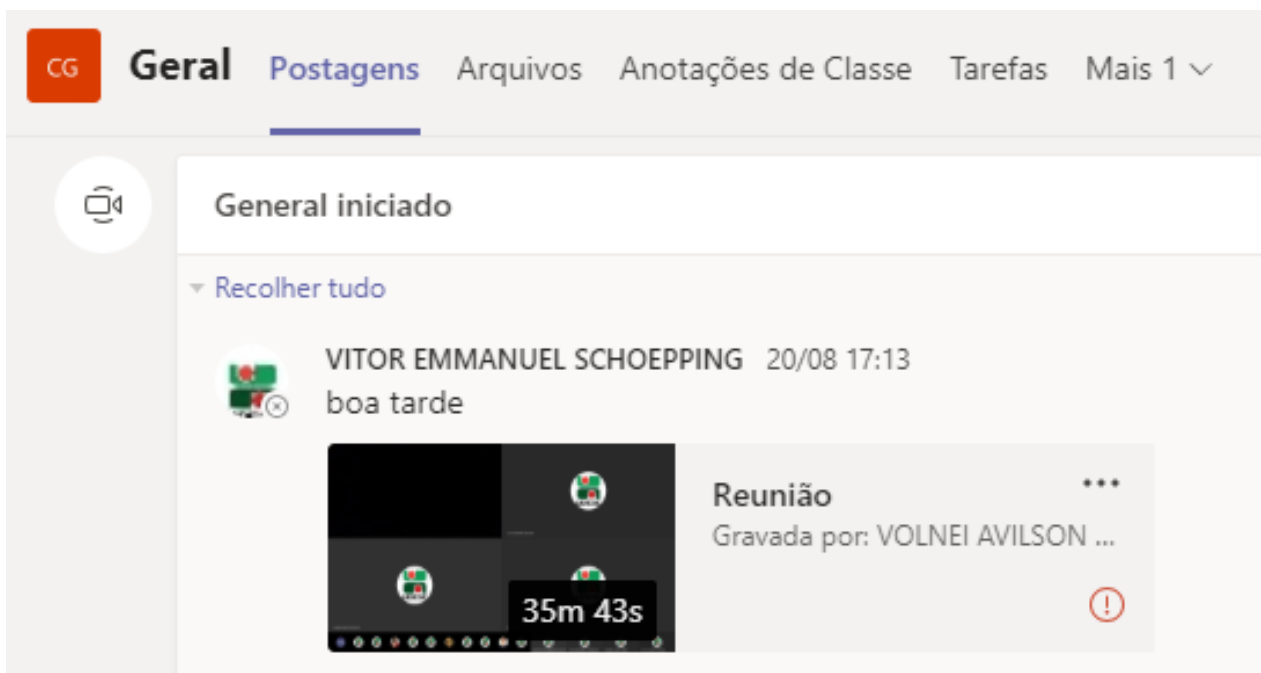 CG Geral Postagens Arquivos Anotações de Classe Tarefas Mais 1
General iniciado
Recolher tudo
VITOR EMMANUEL SCHOEPPING 20/08 17:13
boa tarde
Reunião
Gravada por: VOLNEI AVILSON ...
35m 43s